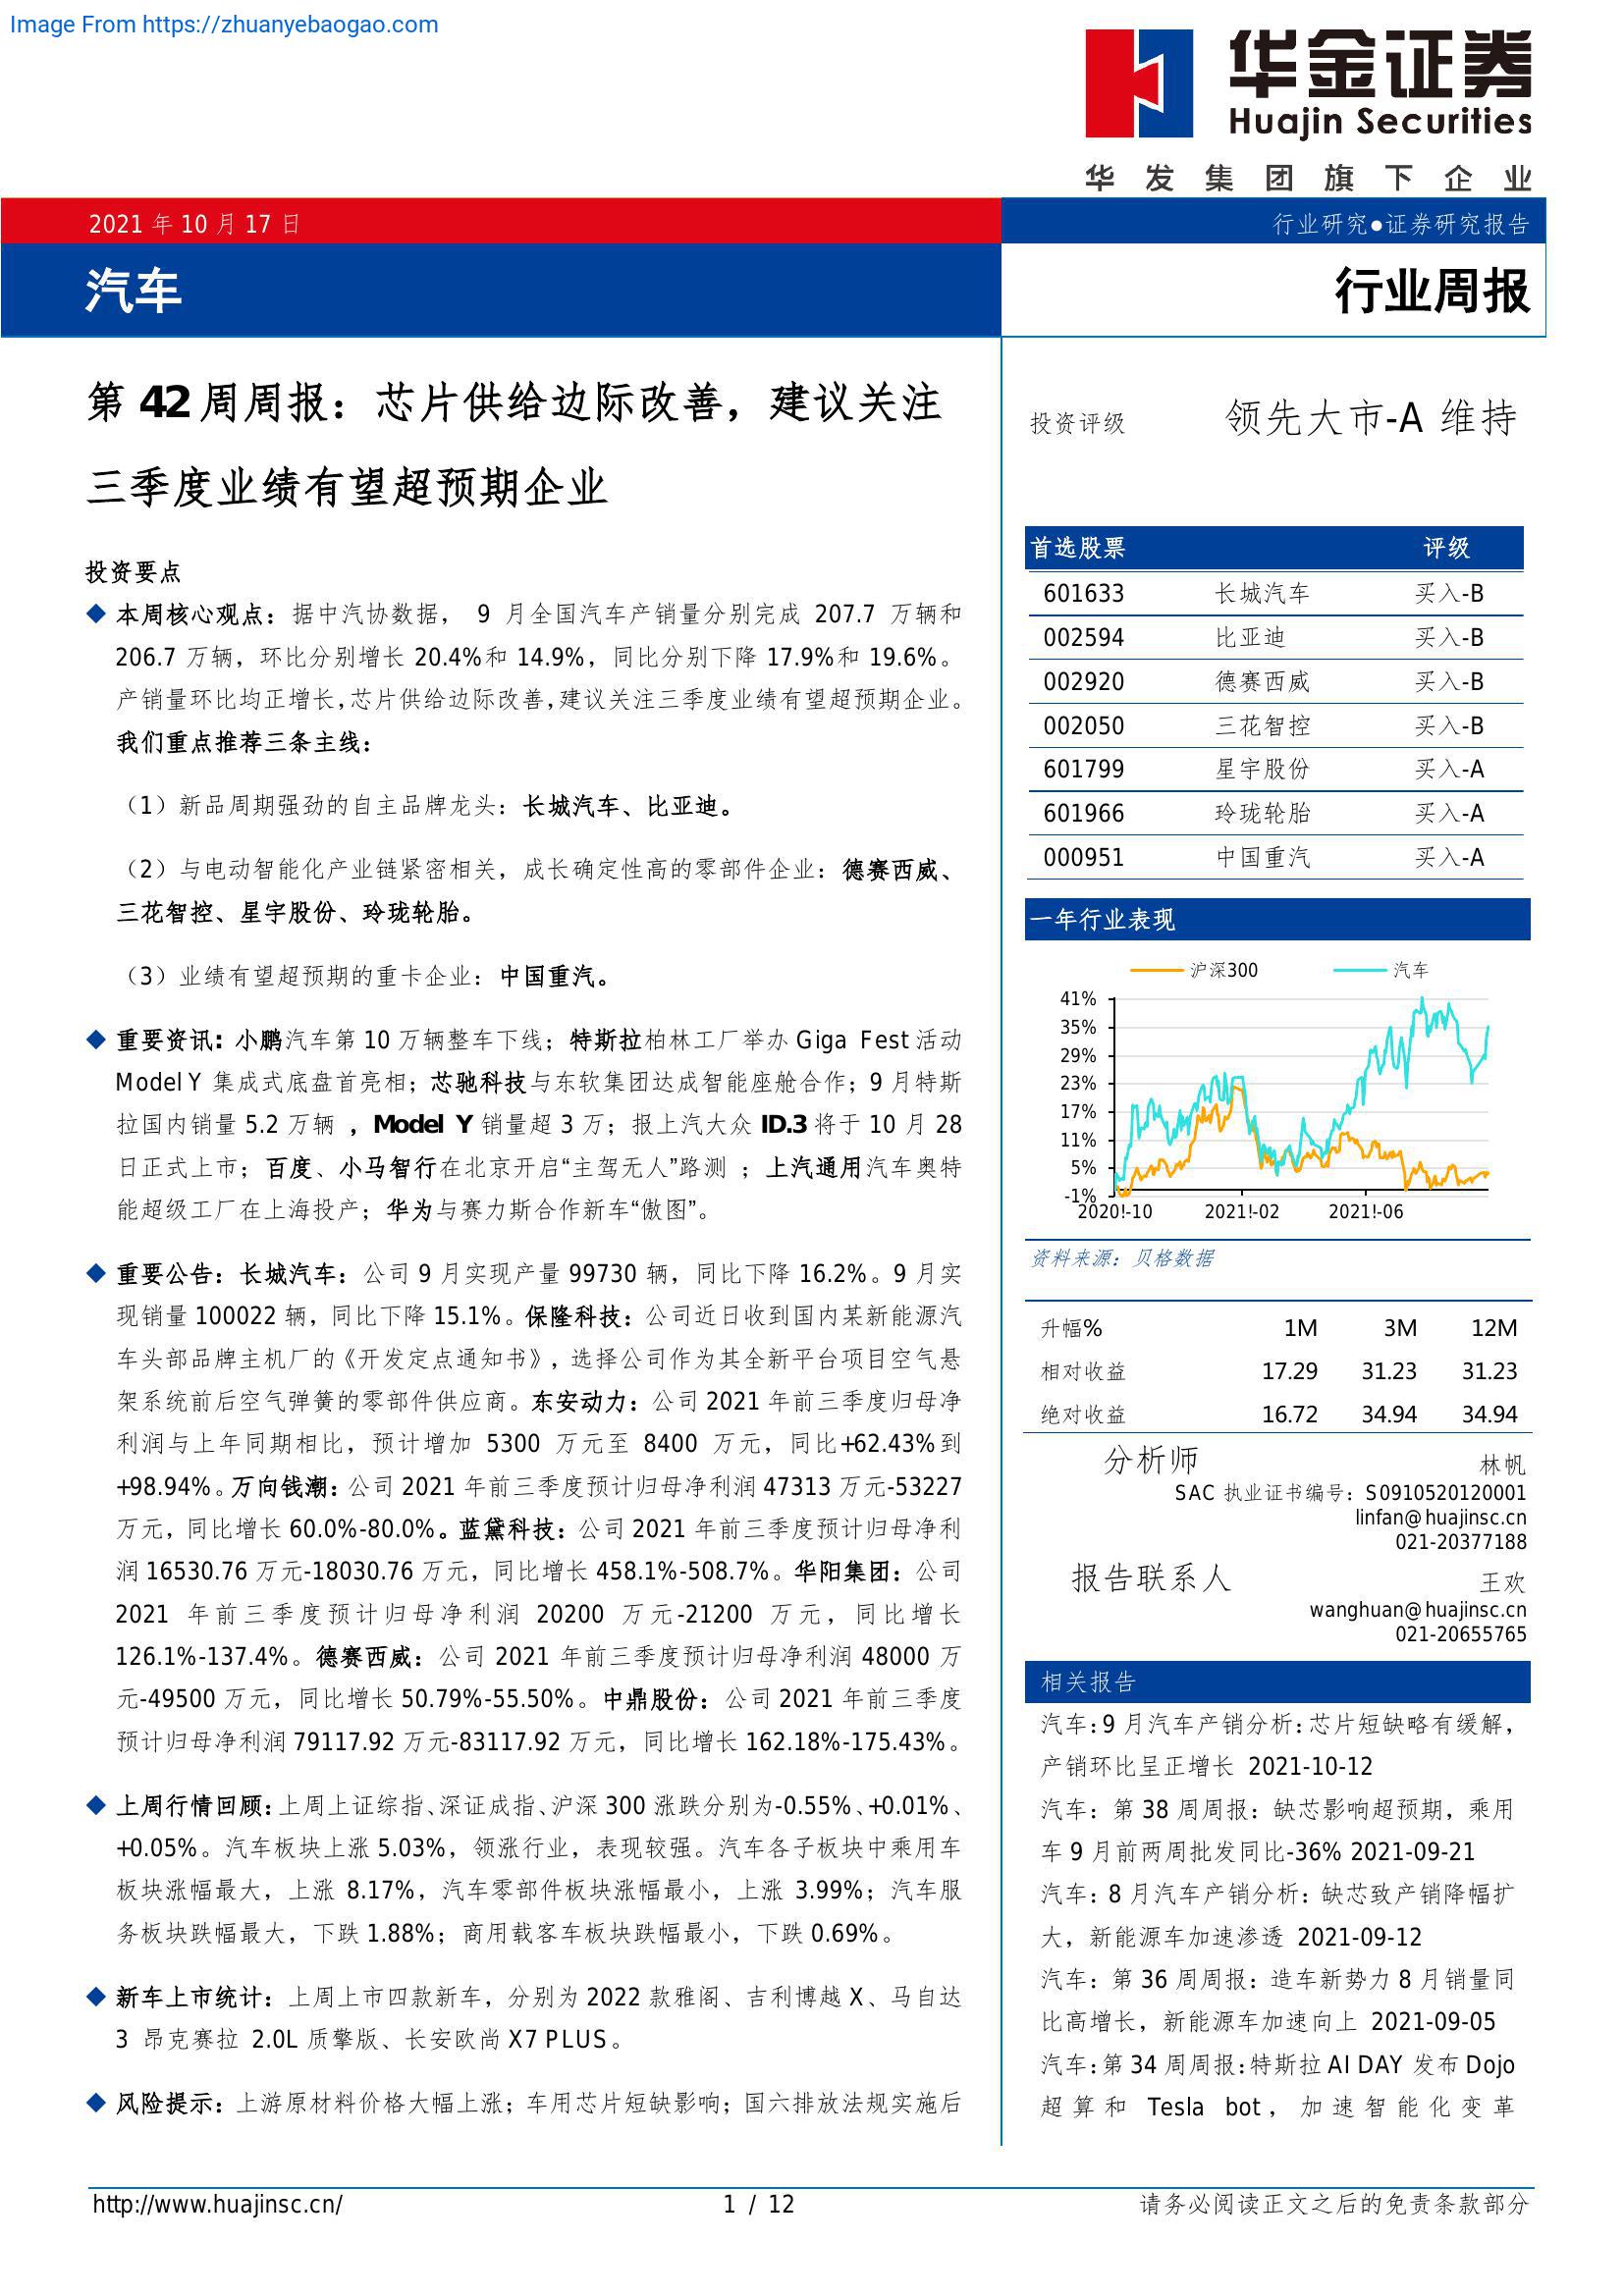 Image From https://zhuanyebaogao.com
华金证券
Huajin Securities
华发集团旗下企业
2021 年 10 月 17 日
行业研究●证券研究报告
汽车
行业周报
第 42 周周报：芯片供给边际改善，建议关注
三季度业绩有望超预期企业
投资要点
◆ 本周核心观点：据中汽协数据， 9 月全国汽车产销量分别完成 207.7 万辆和
206.7 万辆，环比分别增长 20.4%和 14.9%，同比分别下降 17.9%和 19.6%。
产销量环比均正增长，芯片供给边际改善，建议关注三季度业绩有望超预期企业。
我们重点推荐三条主线：
（1）新品周期强劲的自主品牌龙头：长城汽车、比亚迪。
（2）与电动智能化产业链紧密相关，成长确定性高的零部件企业：德赛西威、
三花智控、星宇股份、玲珑轮胎。
（3）业绩有望超预期的重卡企业：中国重汽。
◆ 重要资讯：小鹏汽车第 10 万辆整车下线；特斯拉柏林工厂举办 Giga Fest 活动
Model Y 集成式底盘首亮相；芯驰科技与东软集团达成智能座舱合作；9 月特斯
拉国内销量 5.2 万辆 ，Model Y 销量超 3 万；报上汽大众 ID.3 将于 10 月 28
日正式上市；百度、小马智行在北京开启“主驾无人”路测 ；上汽通用汽车奥特
能超级工厂在上海投产；华为与赛力斯合作新车“傲图”。
◆ 重要公告：长城汽车：公司 9 月实现产量 99730 辆，同比下降 16.2%。9 月实
现销量 100022 辆，同比下降 15.1%。保隆科技：公司近日收到国内某新能源汽
车头部品牌主机厂的《开发定点通知书》，选择公司作为其全新平台项目空气悬
架系统前后空气弹簧的零部件供应商。东安动力：公司 2021 年前三季度归母净
利润与上年同期相比，预计增加 5300 万元至 8400 万元，同比+62.43%到
+98.94%。万向钱潮：公司 2021 年前三季度预计归母净利润 47313 万元-53227
万元，同比增长 60.0%-80.0%。蓝黛科技：公司 2021 年前三季度预计归母净利
润 16530.76 万元-18030.76 万元，同比增长 458.1%-508.7%。华阳集团：公司
2021 年前三季度预计归母净利润 20200 万元-21200 万元，同比增长
126.1%-137.4%。德赛西威：公司 2021 年前三季度预计归母净利润 48000 万
元-49500 万元，同比增长 50.79%-55.50%。中鼎股份：公司 2021 年前三季度
预计归母净利润 79117.92 万元-83117.92 万元，同比增长 162.18%-175.43%。
◆ 上周行情回顾：上周上证综指、深证成指、沪深 300 涨跌分别为-0.55%、+0.01%、
+0.05%。汽车板块上涨 5.03%，领涨行业，表现较强。汽车各子板块中乘用车
板块涨幅最大，上涨 8.17%，汽车零部件板块涨幅最小，上涨 3.99%；汽车服
务板块跌幅最大，下跌 1.88%；商用载客车板块跌幅最小，下跌 0.69%。
◆ 新车上市统计：上周上市四款新车，分别为 2022 款雅阁、吉利博越 X、马自达
3 昂克赛拉 2.0L 质擎版、长安欧尚 X7 PLUS。
◆ 风险提示：上游原材料价格大幅上涨；车用芯片短缺影响；国六排放法规实施后
投资评级 领先大市-A 维持
首选股票 评级
601633 长城汽车 买入-B
002594 比亚迪 买入-B
002920 德赛西威 买入-B
002050 三花智控 买入-B
601799 星宇股份 买入-A
601966 玲珑轮胎 买入-A
000951 中国重汽 买入-A
一年行业表现
沪深300 汽车
41%
35%
29%
23%
17%
11%
5%
-1%
2020!-10 2021!-02 2021!-06
资料来源：贝格数据
升幅% 1M 3M 12M
相对收益 17.29 31.23 31.23
绝对收益 16.72 34.94 34.94
分析师 林帆
SAC 执业证书编号：S0910520120001
linfan@huajinsc.cn
021-20377188
报告联系人 王欢
wanghuan@huajinsc.cn
021-20655765
相关报告
汽车：9 月汽车产销分析：芯片短缺略有缓解，
产销环比呈正增长 2021-10-12
汽车：第 38 周周报：缺芯影响超预期，乘用
车 9 月前两周批发同比-36% 2021-09-21
汽车：8 月汽车产销分析：缺芯致产销降幅扩
大，新能源车加速渗透 2021-09-12
汽车：第 36 周周报：造车新势力 8 月销量同
比高增长，新能源车加速向上 2021-09-05
汽车：第 34 周周报：特斯拉 AI DAY 发布 Dojo
超算和 Tesla bot，加速智能化变革
http://www.huajinsc.cn/ 1 / 12 请务必阅读正文之后的免责条款部分